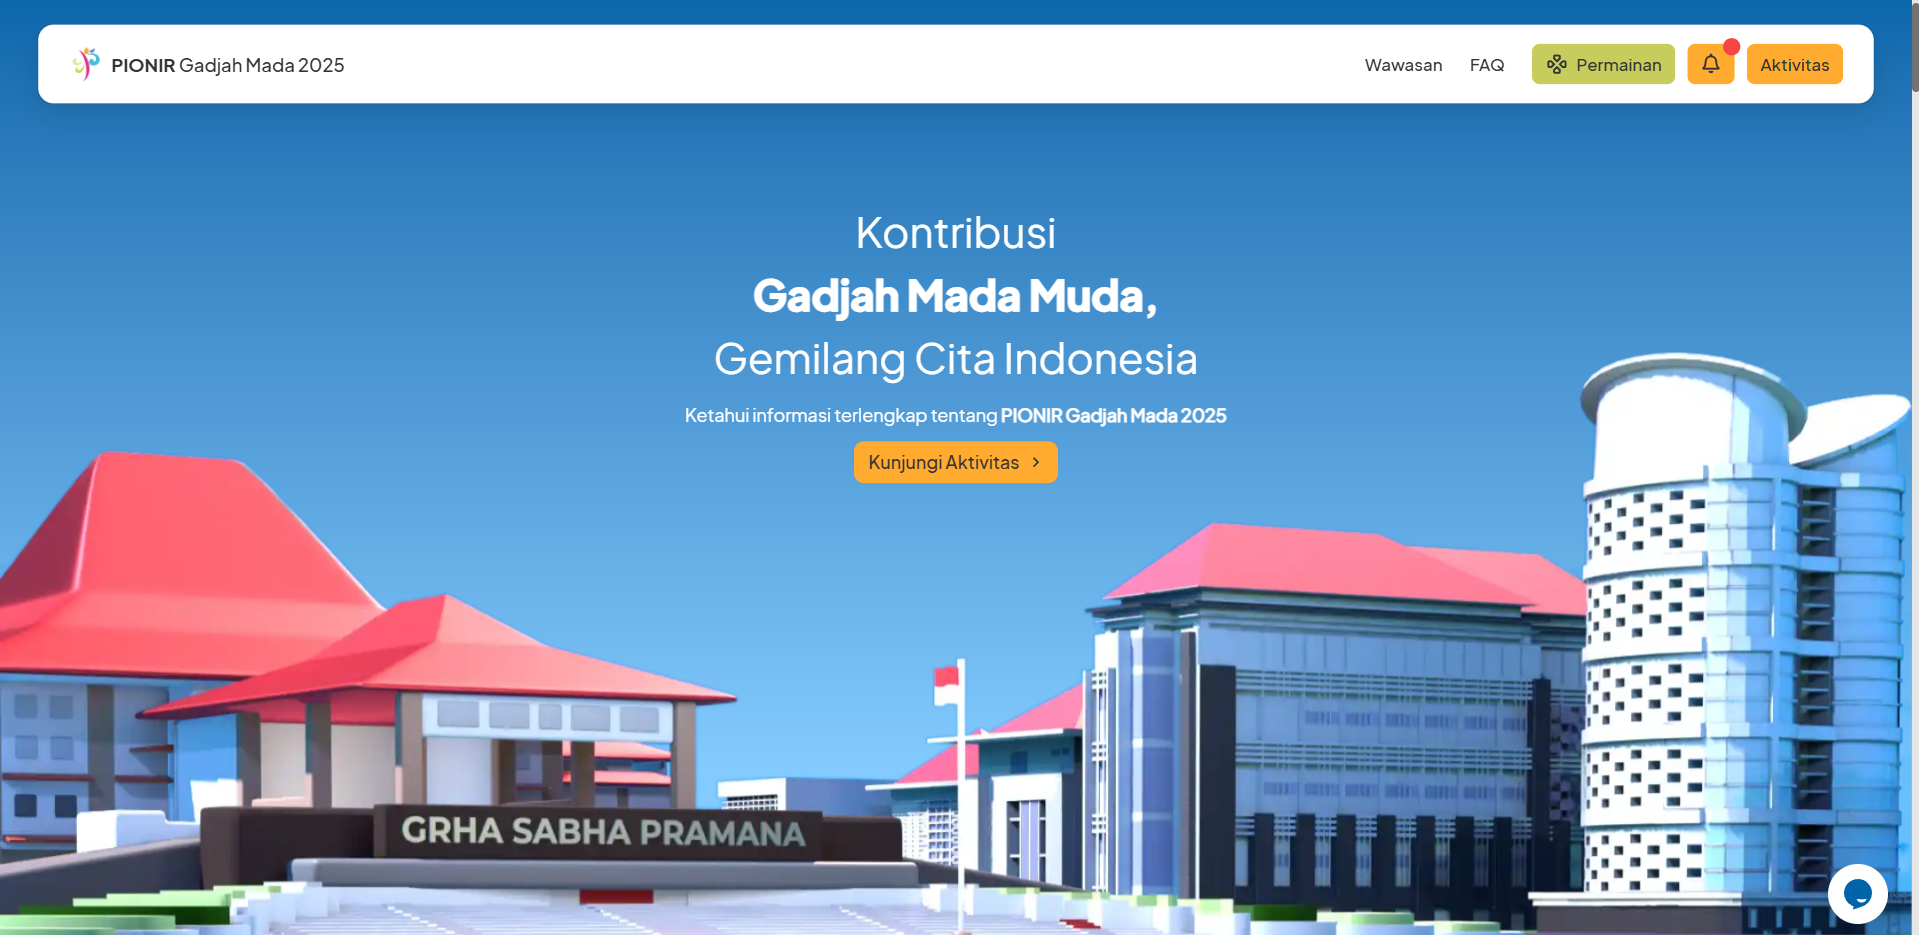 PIONIR Gadjah Mada 2025
Wawasan
FAQ
Permainan
Aktivitas
Kontribusi
Gadjah Mada Muda,
Gemilang Cita Indonesia
Ketahui informasi terlengkap tentang PIONIR Gadjah Mada 2025
Kunjungi Aktivitas
GRHA SABHA PRAMANA